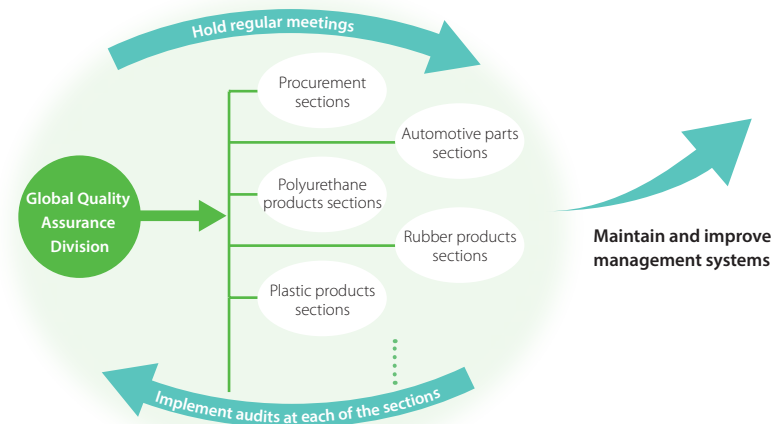 Hold regular meetings
Procurement
sections
Automotive parts
sections
Global Quality
Assurance
Division
Polyurethane
products sections
Rubber products
sections
Maintain and improve
management systems
Plastic products
sections
Implement audits at each of the sections